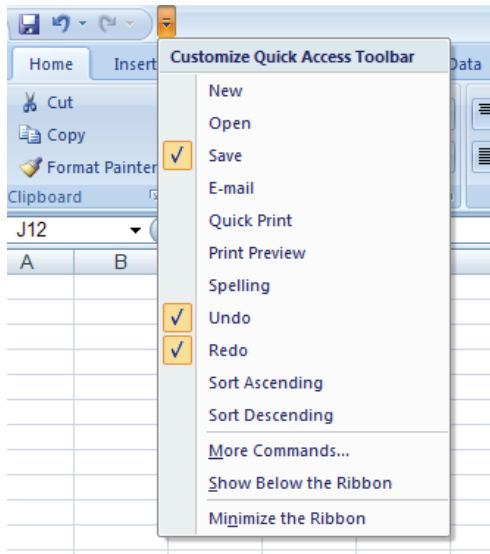 Customize Quick Access Toolbar
Home Insert Data
New
Cut
Open
Copy
Save
Format Painter
E-mail
Clipboard
Quick Print
J12
Print Preview
A B
Spelling
Undo
Redo
Sort Ascending
Sort Descending
More Commands...
Show Below the Ribbon
Minimize the Ribbon